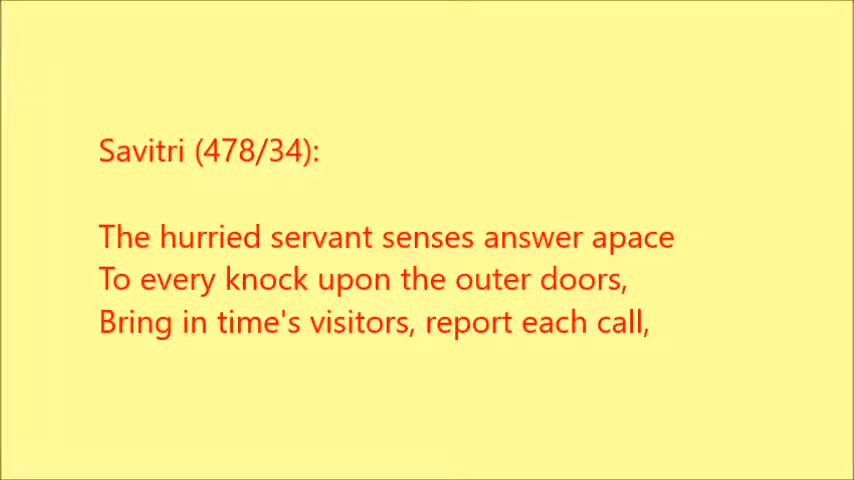 Savitri (478/34):
The hurried servant senses answer apace
To every knock upon the outer doors,
Bring in time's visitors, report each call,